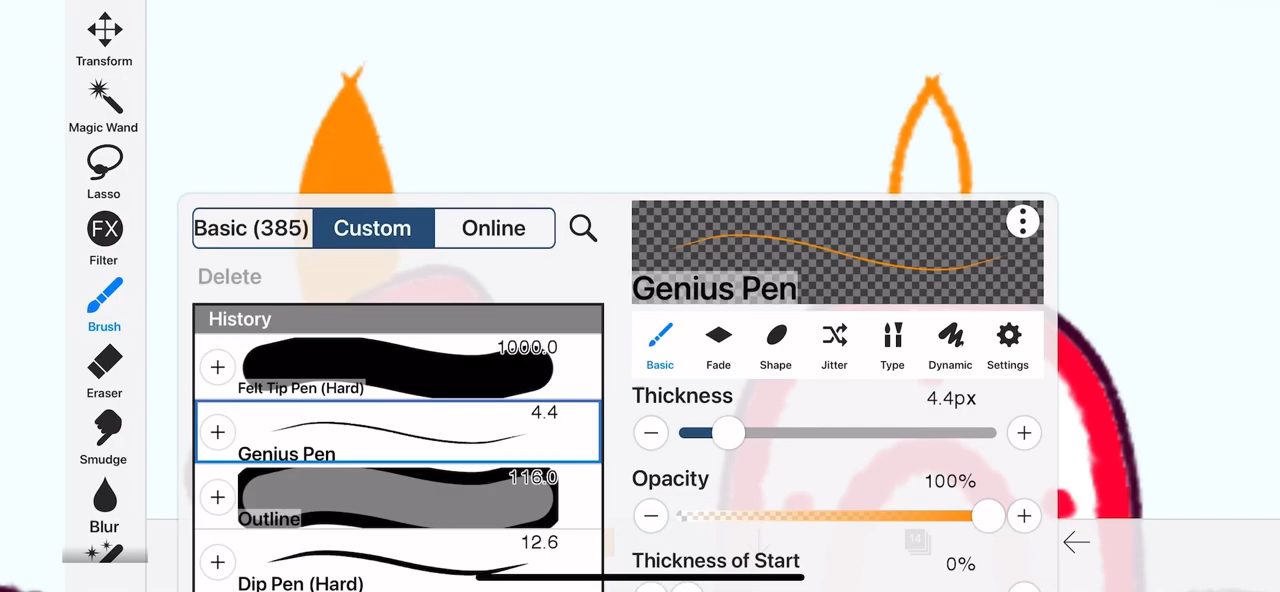 Transform
Magic Wand
Lasso
FX
Filter
Brush
Eraser
Smudge
Blur
Basic (385)
Custom
Online
Delete
History
1000.0
Felt Tip Pen (Hard)
4.4
Genius Pen
116.0
Outline
12.6
Dip Pen (Hard)
Genius Pen
Basic
Fade
Shape
Jitter
Type
Dynamic
Settings
Thickness
4.4px
Opacity
100%
Thickness of Start
0%
14